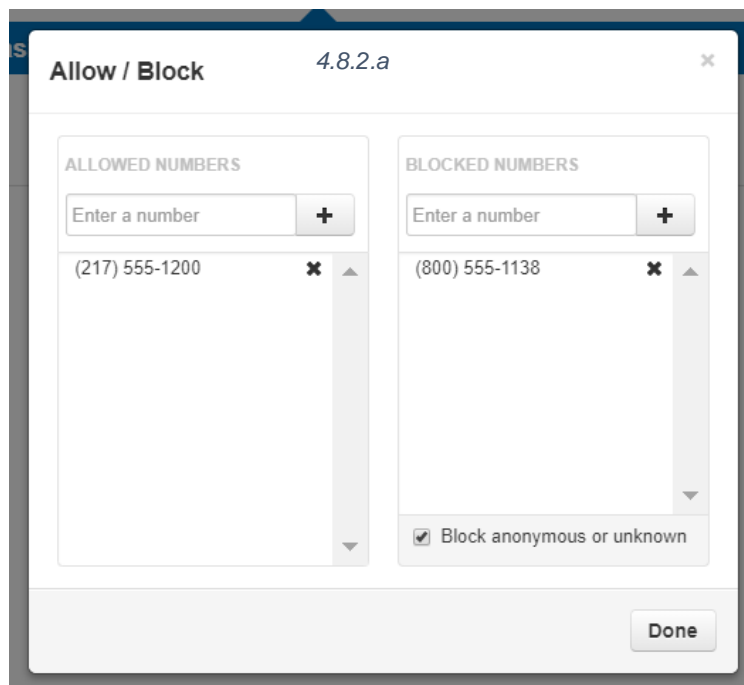 as
Allow / Block
4.8.2.a
×
ALLOWED NUMBERS
Enter a number
+
(217) 555-1200
BLOCKED NUMBERS
Enter a number
+
(800) 555-1138
Block anonymous or unknown
Done